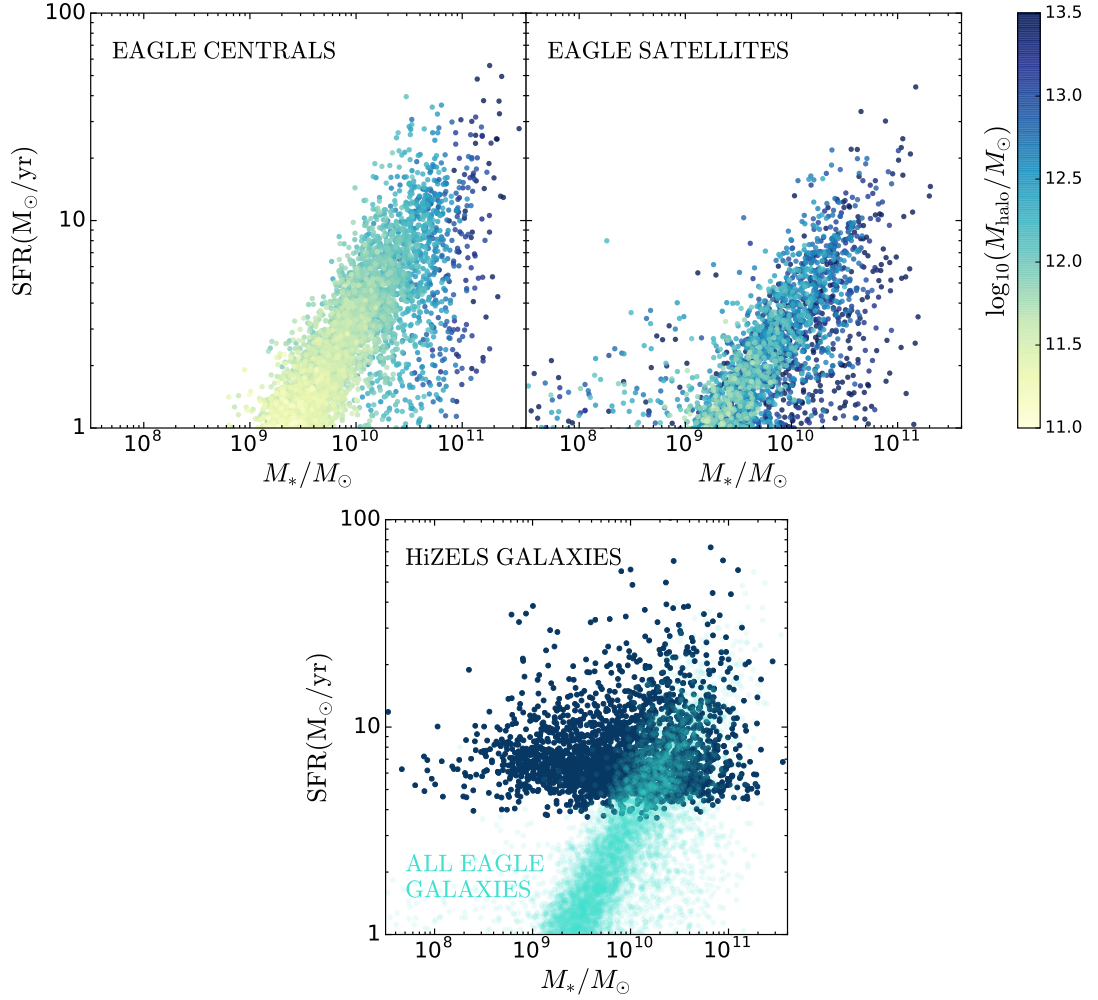 100
EAGLE CENTRALS
10
1
SFR(M⊙/yr)
10⁸ 10⁹ 10¹⁰ 10¹¹
M*/M⊙
EAGLE SATELLITES
10⁸ 10⁹ 10¹⁰ 10¹¹
M*/M⊙
13.5
13.0
12.5
12.0
11.5
11.0
log₁₀(M_halo/M⊙)
100
HiZELS GALAXIES
10
SFR(M⊙/yr)
ALL EAGLE
GALAXIES
1
10⁸ 10⁹ 10¹⁰ 10¹¹
M*/M⊙